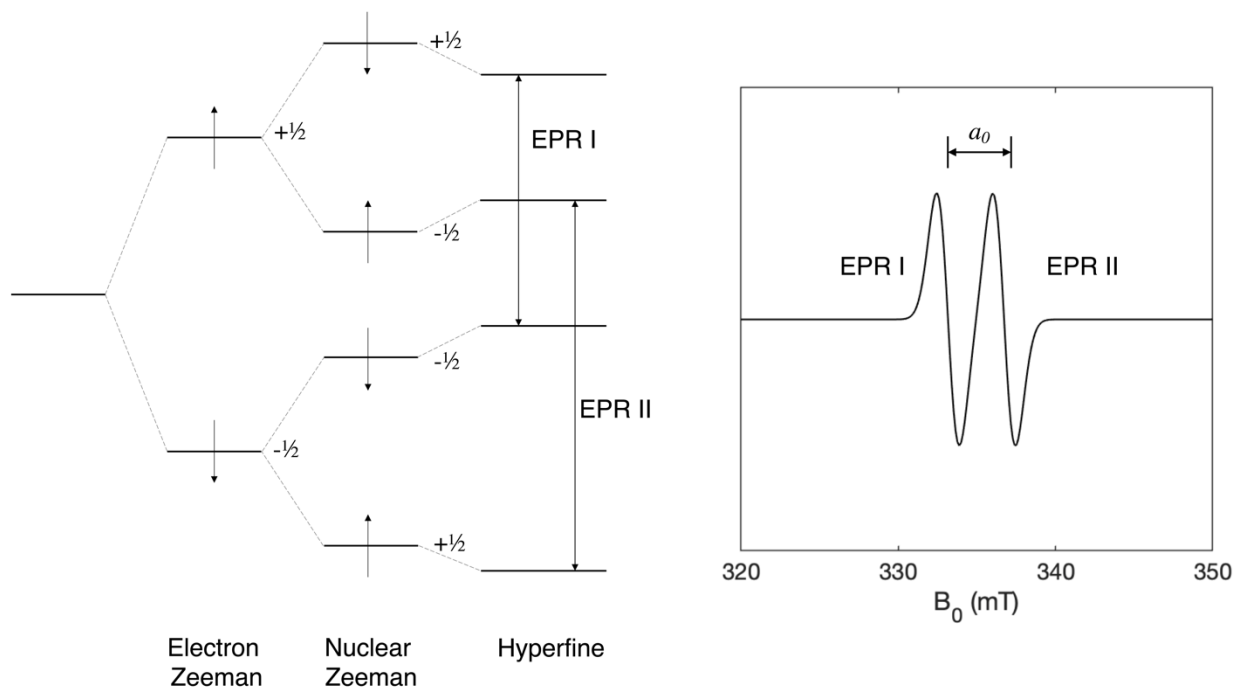 +½
EPR I
+½
-½
-½
EPR II
-½
+½
Electron
Zeeman
Nuclear
Zeeman
Hyperfine
a₀
EPR I
EPR II
320
330
340
350
B₀ (mT)